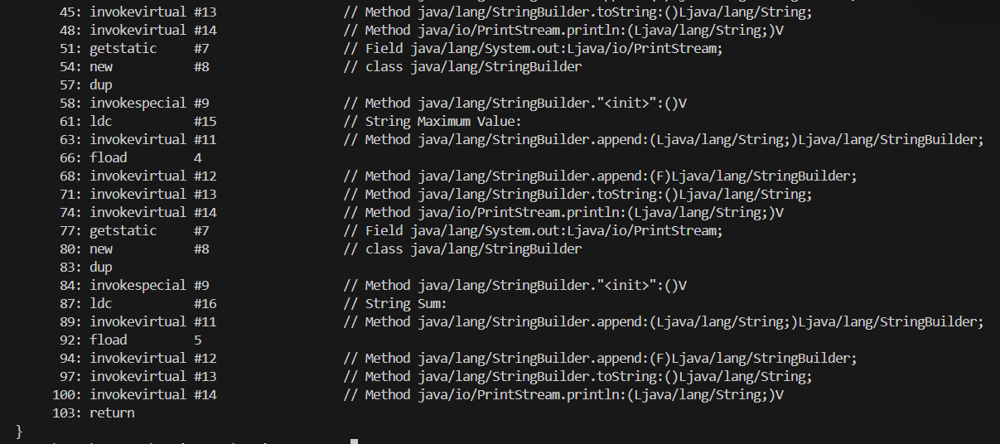 45: invokevirtual #13                 // Method java/lang/StringBuilder.toString:()Ljava/lang/String;
48: invokevirtual #14                 // Method java/io/PrintStream.println:(Ljava/lang/String;)V
51: getstatic     #7                  // Field java/lang/System.out:Ljava/io/PrintStream;
54: new           #8                  // class java/lang/StringBuilder
57: dup
58: invokespecial #9                  // Method java/lang/StringBuilder."<init>":()V
61: ldc           #15                 // String Maximum Value:
63: invokevirtual #11                 // Method java/lang/StringBuilder.append:(Ljava/lang/String;)Ljava/lang/StringBuilder;
66: fload         4
68: invokevirtual #12                 // Method java/lang/StringBuilder.append:(F)Ljava/lang/StringBuilder;
71: invokevirtual #13                 // Method java/lang/StringBuilder.toString:()Ljava/lang/String;
74: invokevirtual #14                 // Method java/io/PrintStream.println:(Ljava/lang/String;)V
77: getstatic     #7                  // Field java/lang/System.out:Ljava/io/PrintStream;
80: new           #8                  // class java/lang/StringBuilder
83: dup
84: invokespecial #9                  // Method java/lang/StringBuilder."<init>":()V
87: ldc           #16                 // String Sum:
89: invokevirtual #11                 // Method java/lang/StringBuilder.append:(Ljava/lang/String;)Ljava/lang/StringBuilder;
92: fload         5
94: invokevirtual #12                 // Method java/lang/StringBuilder.append:(F)Ljava/lang/StringBuilder;
97: invokevirtual #13                 // Method java/lang/StringBuilder.toString:()Ljava/lang/String;
100: invokevirtual #14                 // Method java/io/PrintStream.println:(Ljava/lang/String;)V
103: return
}